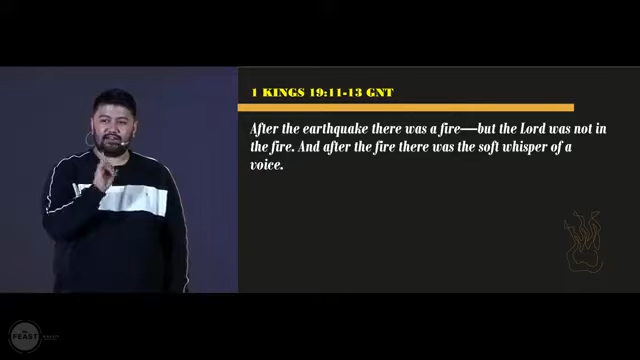 1 KINGS 19:11-13 GNT
After the earthquake there was a fire—but the Lord was not in
the fire. And after the fire there was the soft whisper of a
voice.
FEAST